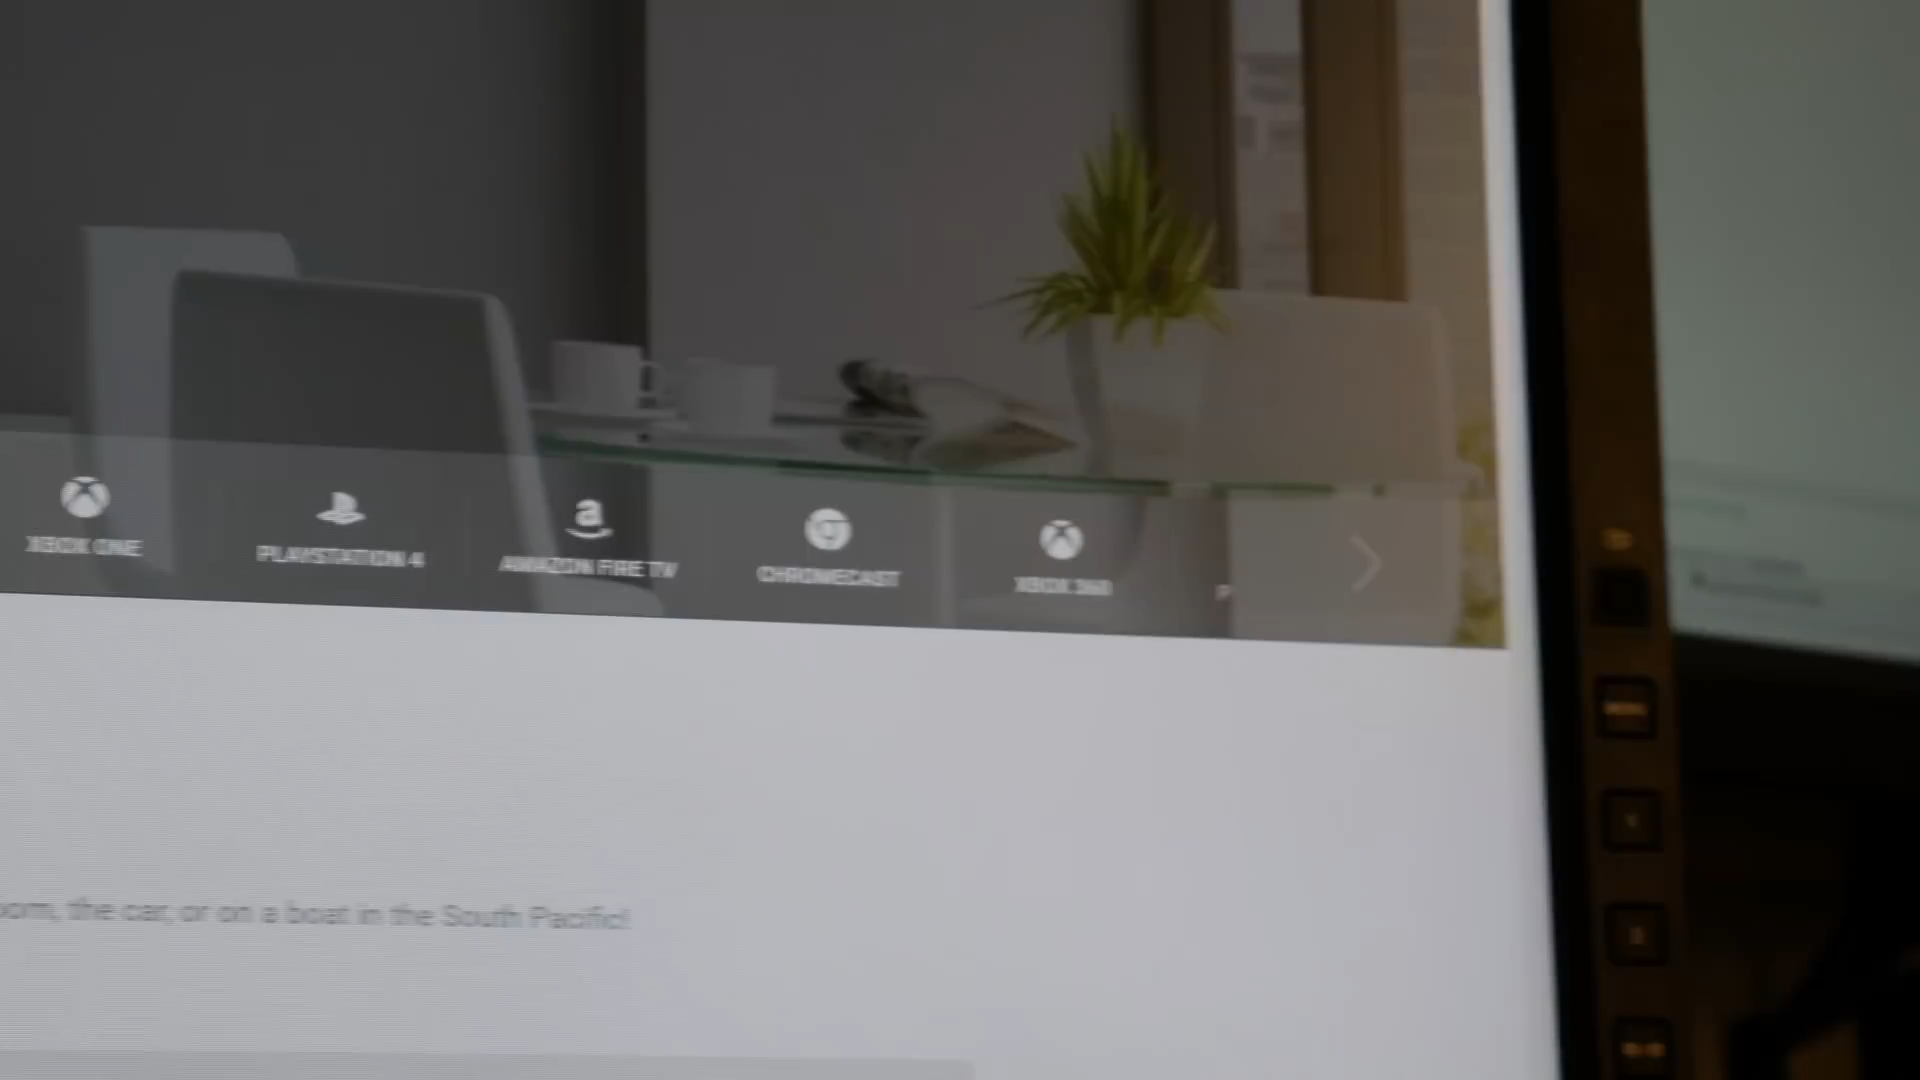 XBOX ONE
PLAYSTATION 4
AMAZON FIRE TV
CHROMECAST
XBOX 360
P
the car, or on a boat in the South Pacific!
MENU